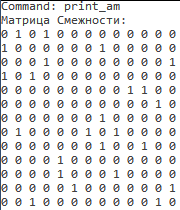 Command: print_am
Матрица Смежности:
0 1 0 1 0 0 0 0 0 0 0 0 0
1 0 0 0 0 0 0 1 0 0 0 0 0
0 0 0 1 0 0 0 0 0 0 0 0 1
1 0 1 0 0 0 0 0 0 0 0 0 0
0 0 0 0 0 0 0 0 0 1 1 0 0
0 0 0 0 0 0 0 0 0 0 0 1 0
0 0 0 0 0 0 0 1 0 0 0 0 0
0 1 0 0 0 0 1 0 1 0 0 0 0
0 0 0 0 0 0 0 1 0 0 1 0 0
0 0 0 0 1 0 0 0 0 0 0 0 0
0 0 0 0 1 0 0 0 1 0 0 0 0
0 0 0 0 0 1 0 0 0 0 0 0 1
0 0 1 0 0 0 0 0 0 0 0 1 0